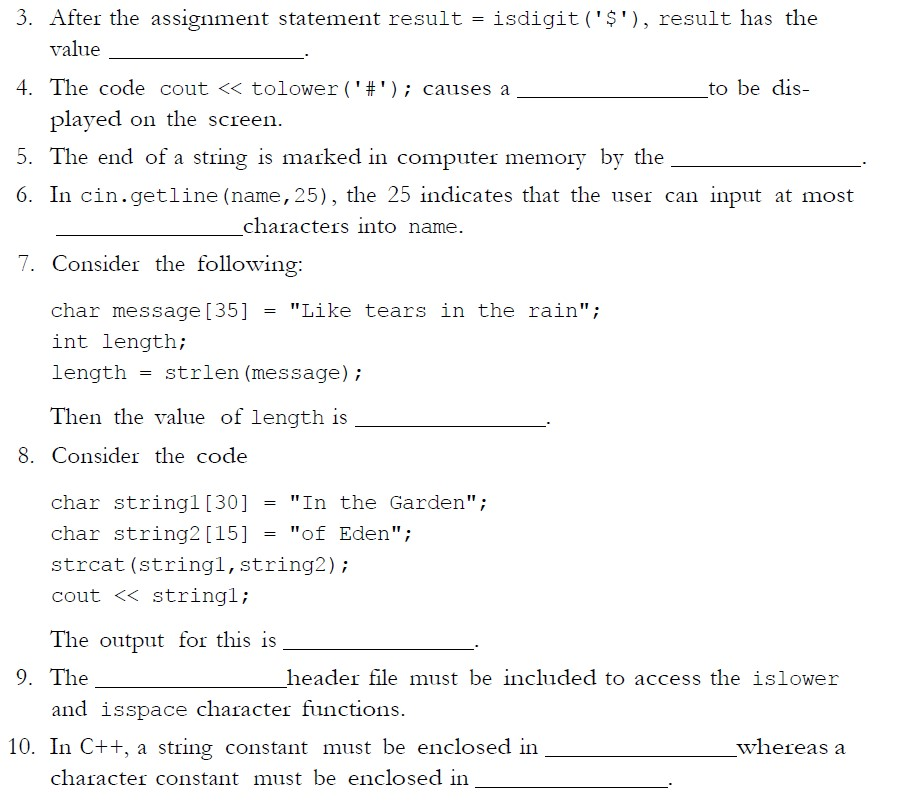 3. After the assignment statement result = isdigit('$'), result has the
value ________________.
4. The code cout << tolower('#'); causes a ________________to be dis-
played on the screen.
5. The end of a string is marked in computer memory by the ________________.
6. In cin.getline(name,25), the 25 indicates that the user can input at most
________________characters into name.
7. Consider the following:
char message[35] = "Like tears in the rain";
int length;
length = strlen(message);
Then the value of length is ________________.
8. Consider the code
char string1[30] = "In the Garden";
char string2[15] = "of Eden";
strcat(string1,string2);
cout << string1;
The output for this is ________________.
9. The ________________header file must be included to access the islower
and isspace character functions.
10. In C++, a string constant must be enclosed in ________________whereas a
character constant must be enclosed in ________________.